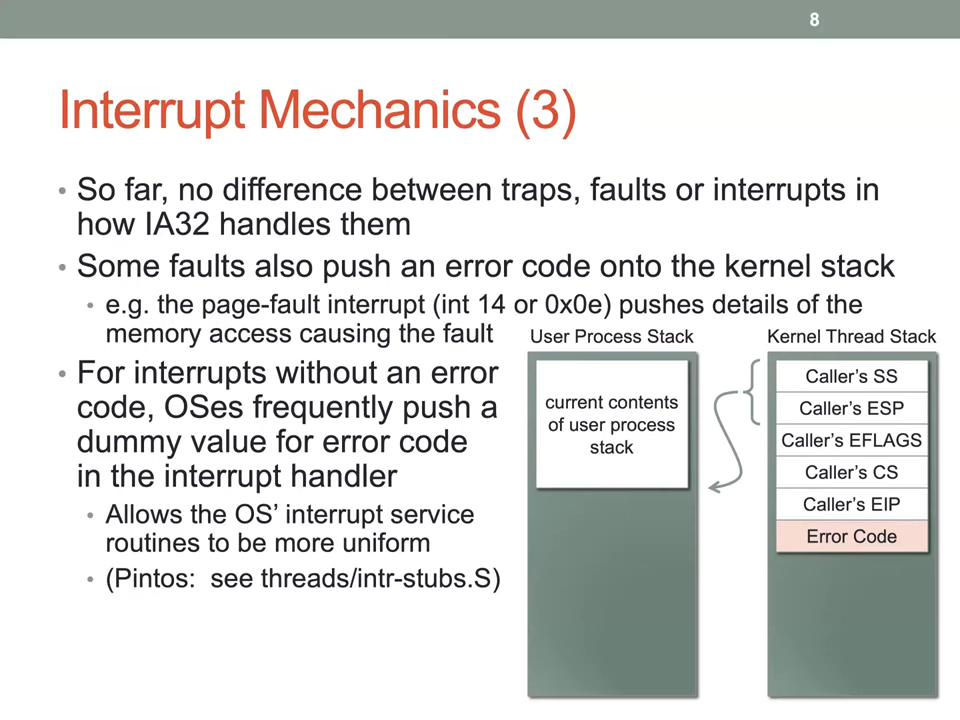 8
Interrupt Mechanics (3)
• So far, no difference between traps, faults or interrupts in
how IA32 handles them
• Some faults also push an error code onto the kernel stack
• e.g. the page-fault interrupt (int 14 or 0x0e) pushes details of the
memory access causing the fault
• For interrupts without an error
code, OSes frequently push a
dummy value for error code
in the interrupt handler
• Allows the OS' interrupt service
routines to be more uniform
• (Pintos:  see threads/intr-stubs.S)
User Process Stack
current contents
of user process
stack
Kernel Thread Stack
Caller's SS
Caller's ESP
Caller's EFLAGS
Caller's CS
Caller's EIP
Error Code